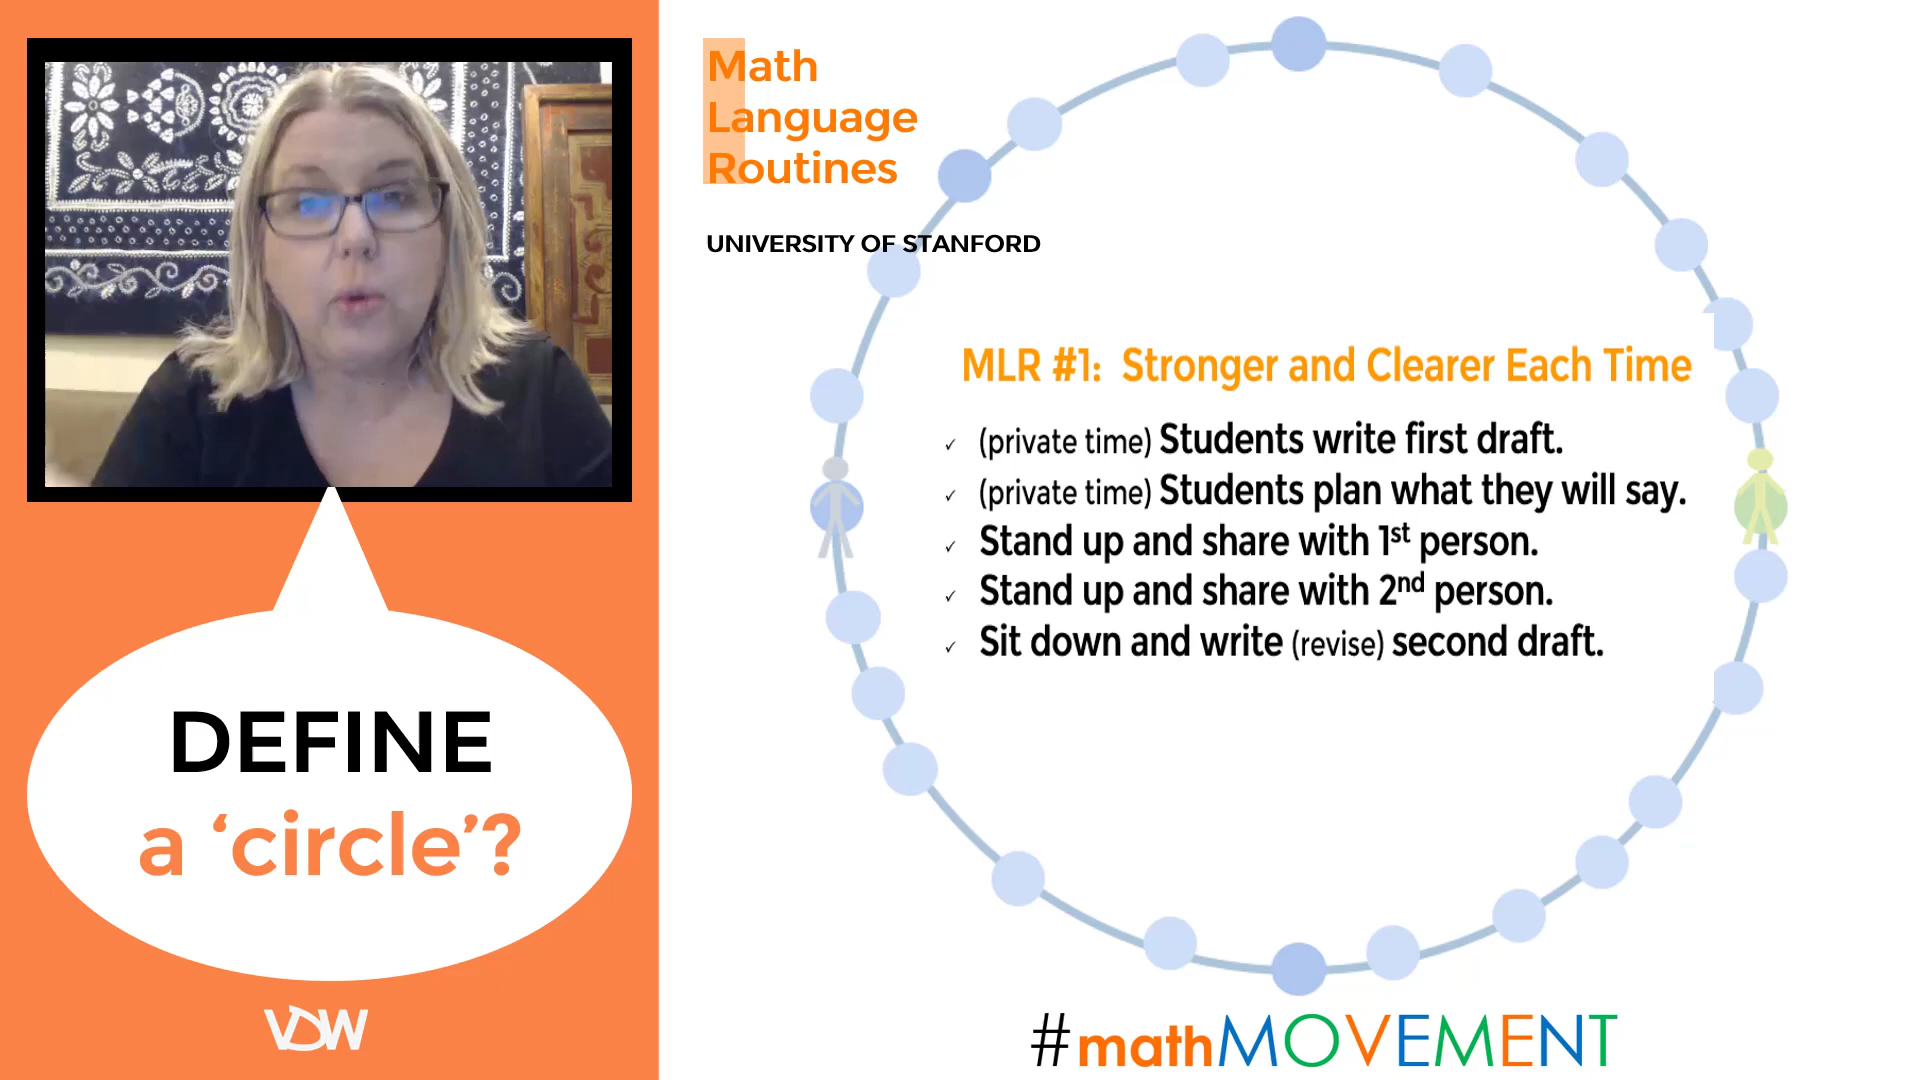 Math
Language
Routines
UNIVERSITY OF STANFORD
MLR #1: Stronger and Clearer Each Time
✓ (private time) Students write first draft.
✓ (private time) Students plan what they will say.
✓ Stand up and share with 1st person.
✓ Stand up and share with 2nd person.
✓ Sit down and write (revise) second draft.
DEFINE
a ‘circle’?
VDW
#mathMOVEMENT